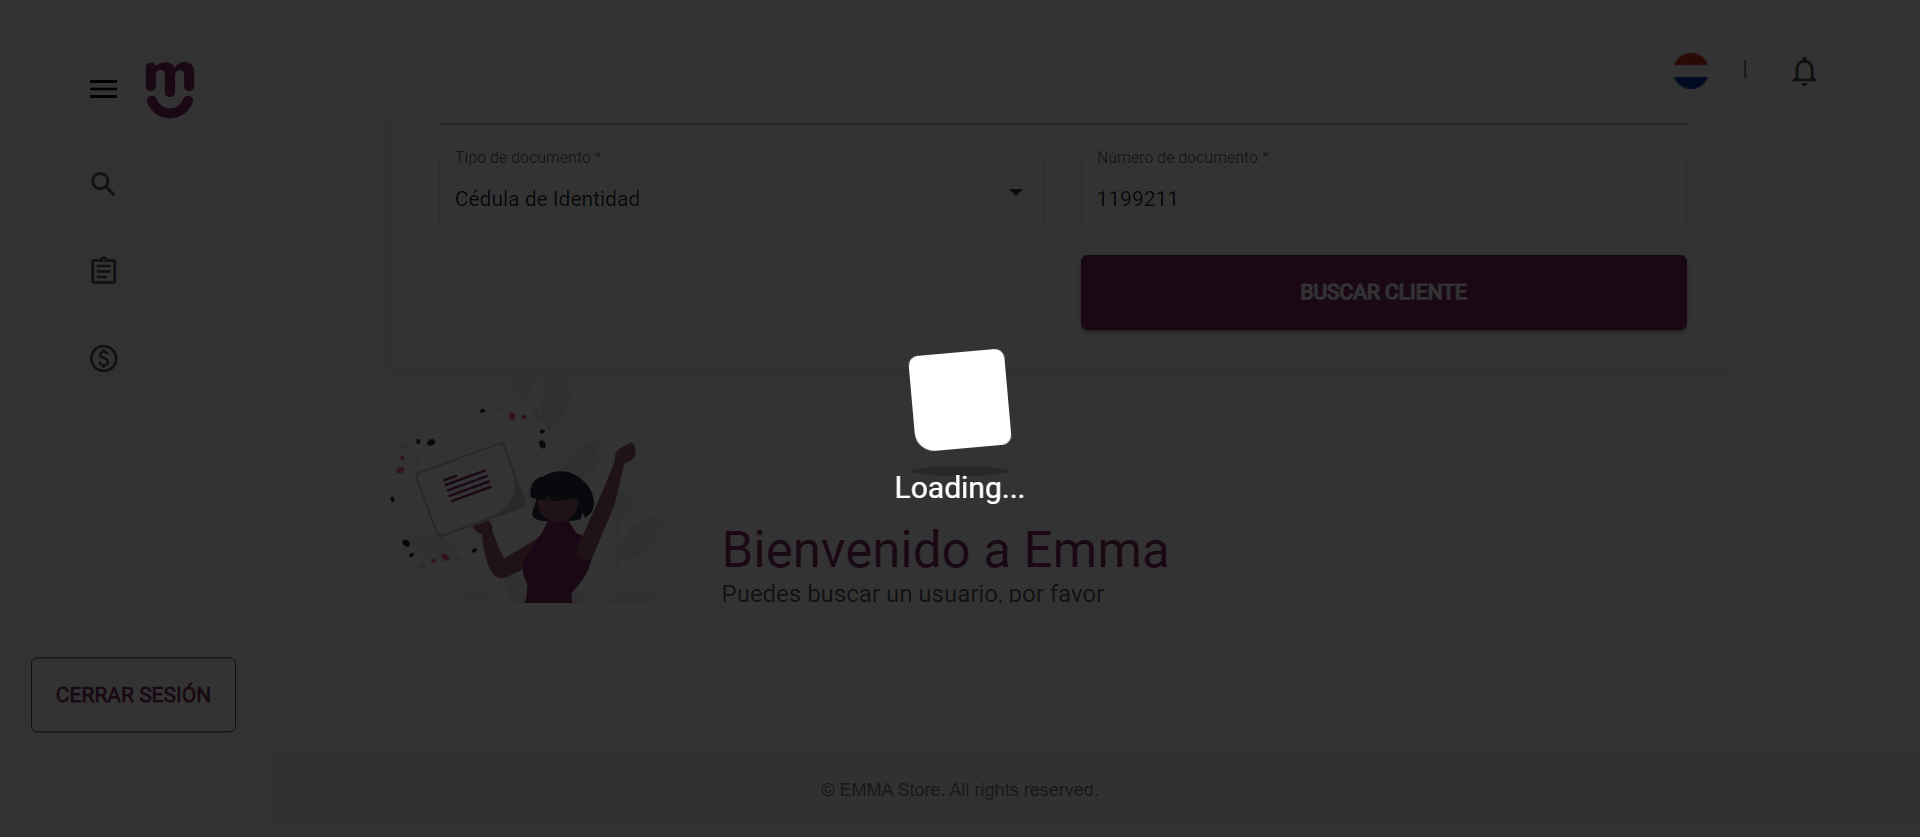 Tipo de documento *
Número de documento *
Cédula de Identidad
1199211
BUSCAR CLIENTE
Loading...
Bienvenido a Emma
Puedes buscar un usuario, por favor
CERRAR SESIÓN
© EMMA Store. All rights reserved.